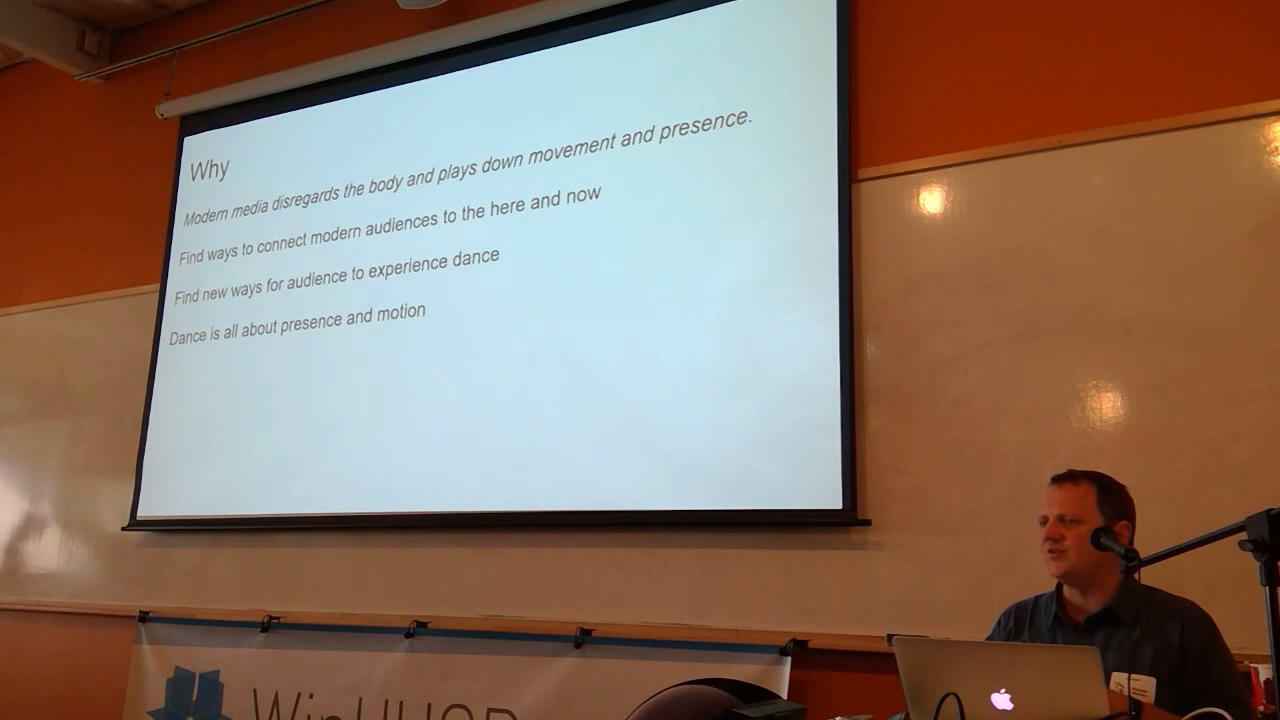 Why
Modern media disregards the body and plays down movement and presence.
Find ways to connect modern audiences to the here and now
Find new ways for audience to experience dance
Dance is all about presence and motion